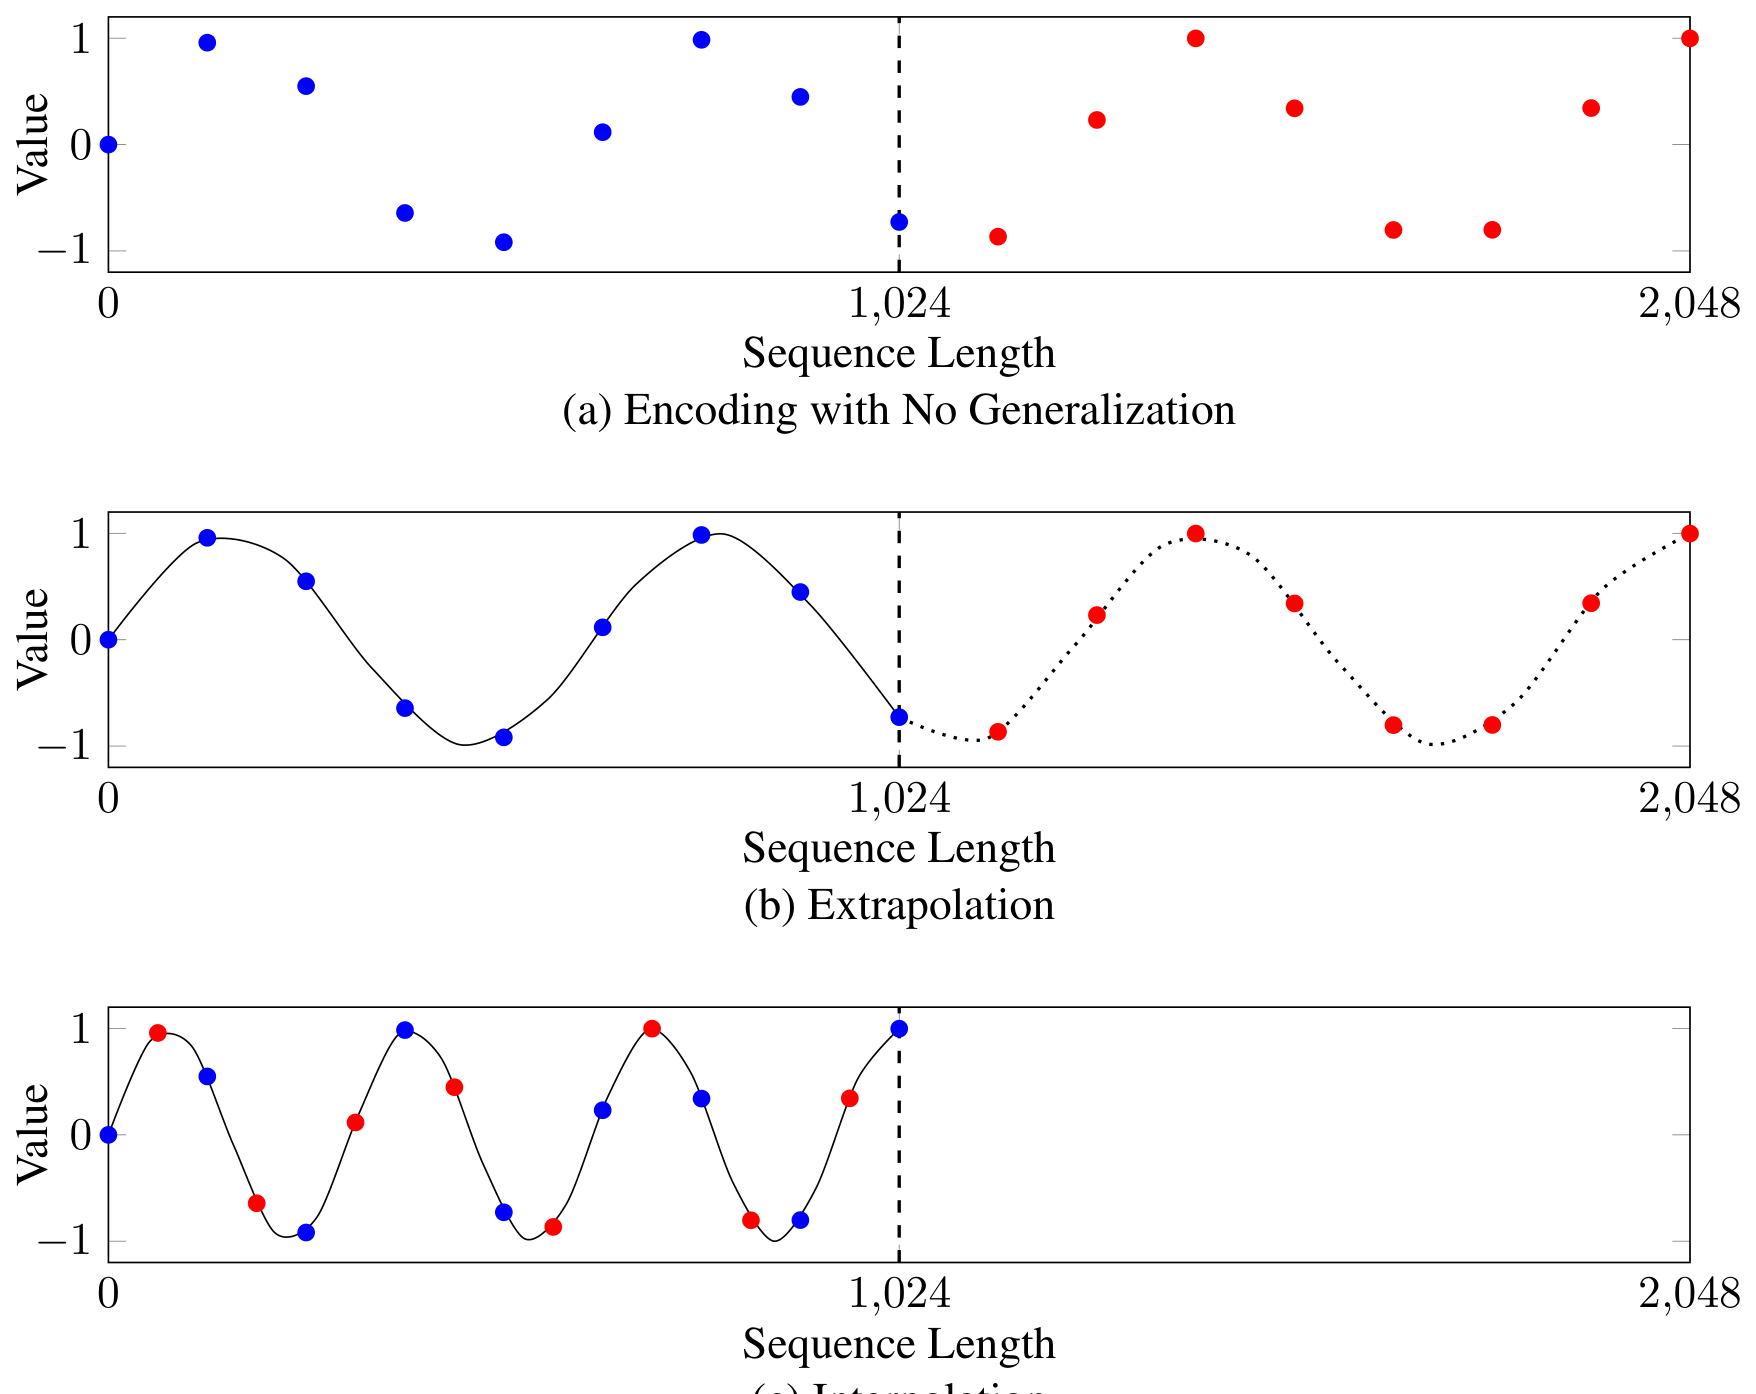 1
0
−1
Value
0 1,024 2,048
Sequence Length
(a) Encoding with No Generalization
1
0
−1
Value
0 1,024 2,048
Sequence Length
(b) Extrapolation
1
0
−1
Value
0 1,024 2,048
Sequence Length
(c) Interpolation